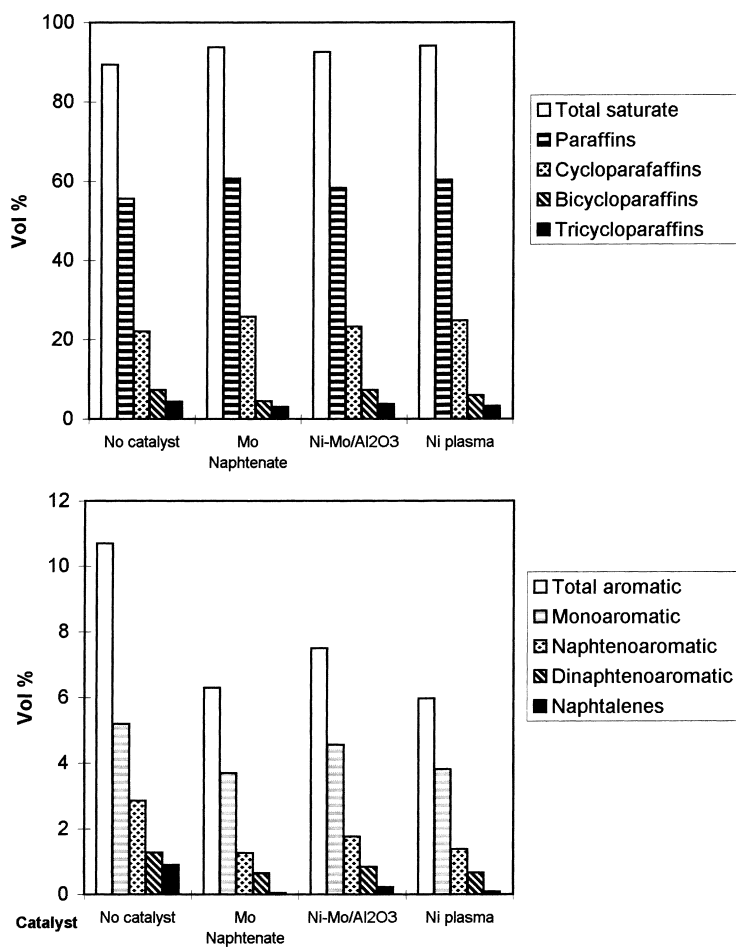 100
80
60
40
20
0
Vol %
No catalyst
Mo
Naphtenate
Ni-Mo/Al2O3
Ni plasma
Total saturate
Paraffins
Cycloparafaffins
Bicycloparaffins
Tricycloparaffins
12
10
8
6
4
2
0
Vol %
Catalyst
No catalyst
Mo
Naphtenate
Ni-Mo/Al2O3
Ni plasma
Total aromatic
Monoaromatic
Naphtenoaromatic
Dinaphtenoaromatic
Naphtalenes